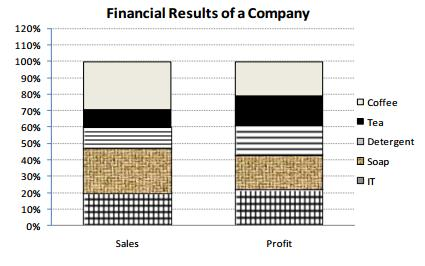 Financial Results of a Company
120%
110%
100%
90%
80%
70%
60%
50%
40%
30%
20%
10%
0%
Sales
Profit
Coffee
Tea
Detergent
Soap
IT